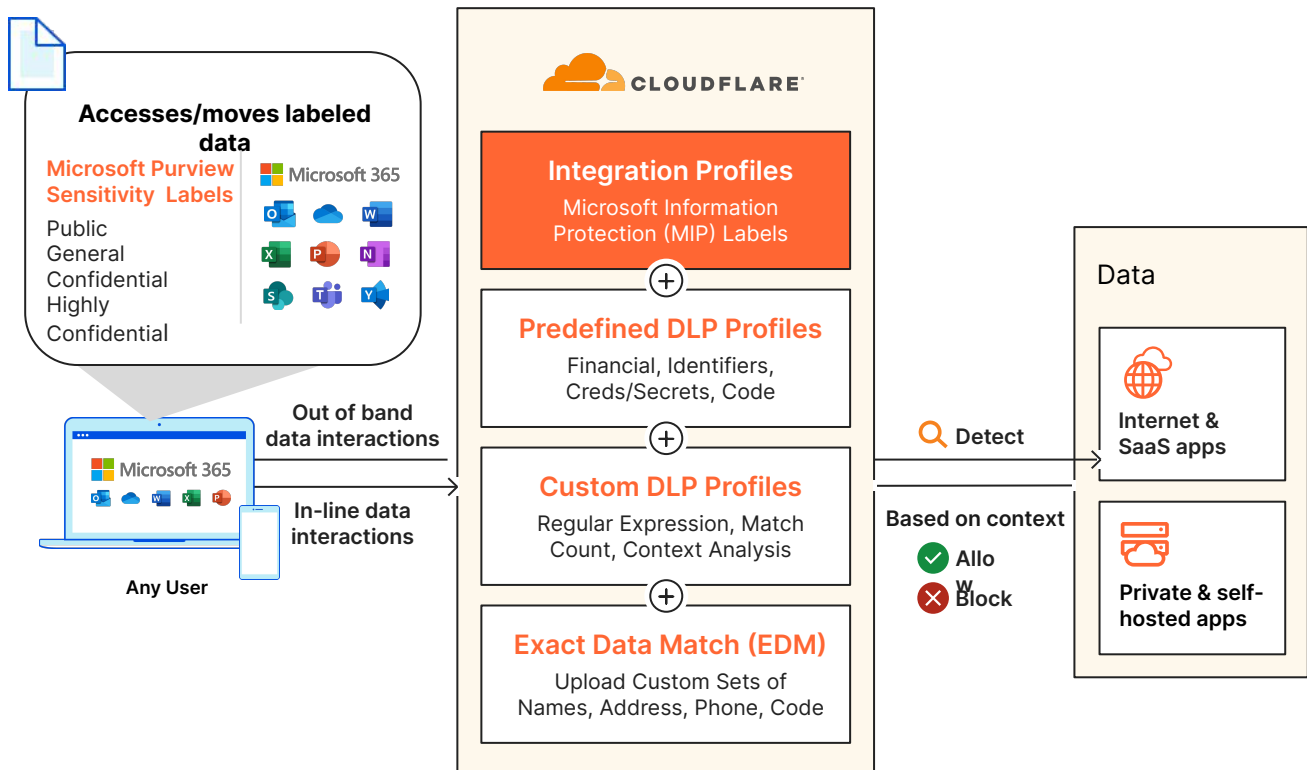 Accesses/moves labeled
data
Microsoft Purview
Sensitivity Labels
Public
General
Confidential
Highly
Confidential
Microsoft 365
O
W
X
P
N
S
T
Y
Microsoft 365
O
W
X
P
Any User
Out of band
data interactions
In-line data
interactions
CLOUDFLARE
Integration Profiles
Microsoft Information
Protection (MIP) Labels
+
Predefined DLP Profiles
Financial, Identifiers,
Creds/Secrets, Code
+
Custom DLP Profiles
Regular Expression, Match
Count, Context Analysis
+
Exact Data Match (EDM)
Upload Custom Sets of
Names, Address, Phone, Code
Detect
Based on context
Allo
w
Block
Data
Internet &
SaaS apps
Private & self-
hosted apps